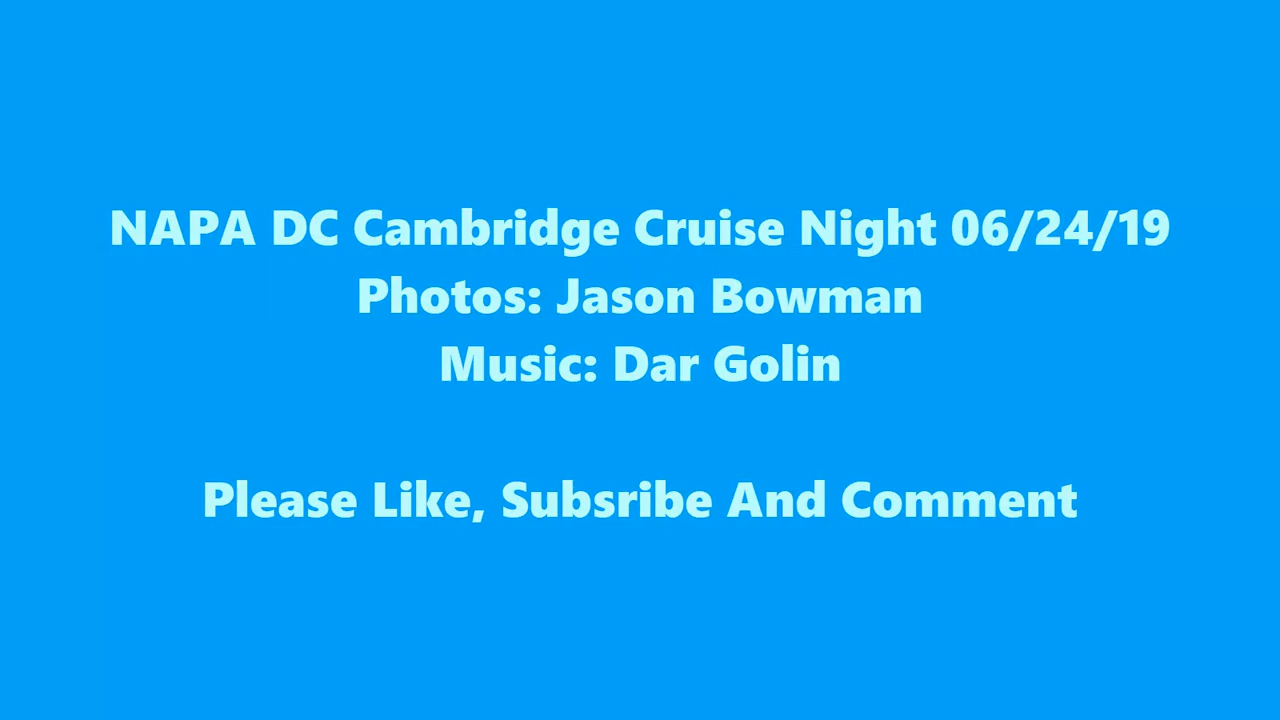 NAPA DC Cambridge Cruise Night 06/24/19
Photos: Jason Bowman
Music: Dar Golin
Please Like, Subsribe And Comment